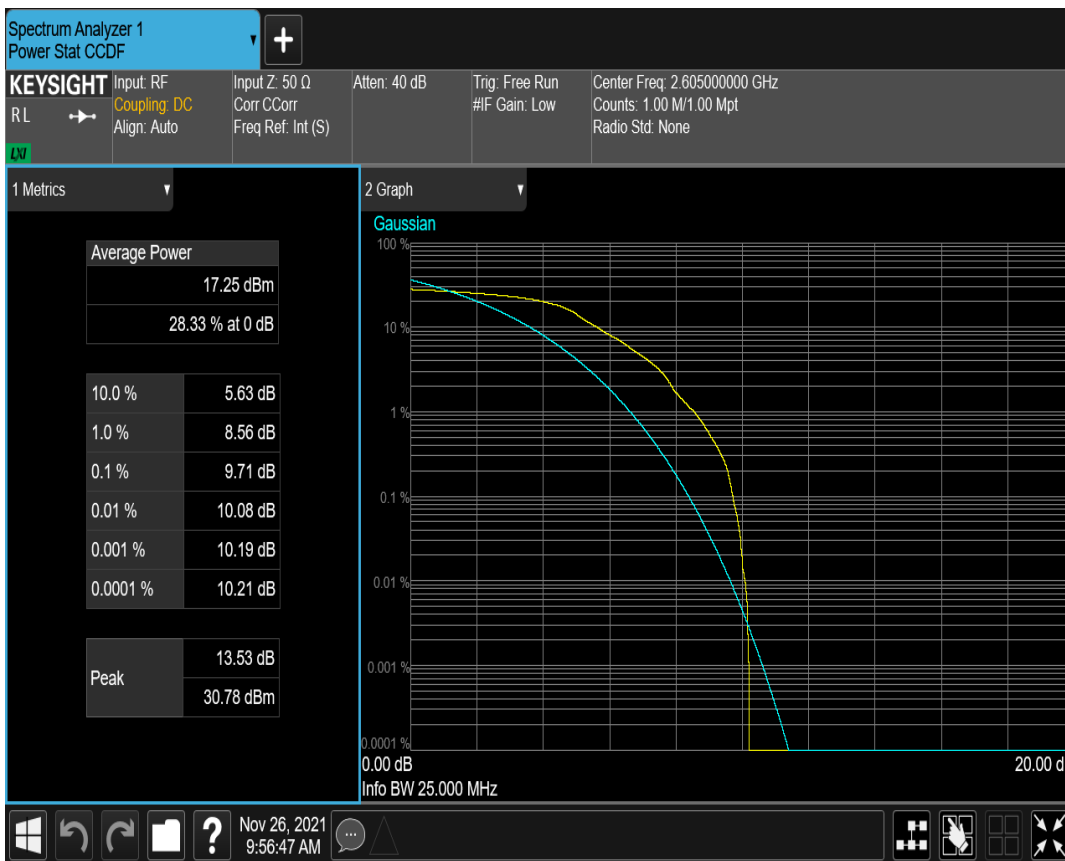 Spectrum Analyzer 1
Power Stat CCDF
KEYSIGHT
R L
LXI
Input: RF
Coupling: DC
Align: Auto
Input Z: 50 Ω
Corr CCorr
Freq Ref: Int (S)
Atten: 40 dB
Trig: Free Run
#IF Gain: Low
Center Freq: 2.605000000 GHz
Counts: 1.00 M/1.00 Mpt
Radio Std: None
1 Metrics
Average Power
17.25 dBm
28.33 % at 0 dB
10.0 % 5.63 dB
1.0 % 8.56 dB
0.1 % 9.71 dB
0.01 % 10.08 dB
0.001 % 10.19 dB
0.0001 % 10.21 dB
Peak
13.53 dB
30.78 dBm
2 Graph
Gaussian
100 %
10 %
1 %
0.1 %
0.01 %
0.001 %
0.0001 %
0.00 dB 20.00 d
Info BW 25.000 MHz
Nov 26, 2021
9:56:47 AM